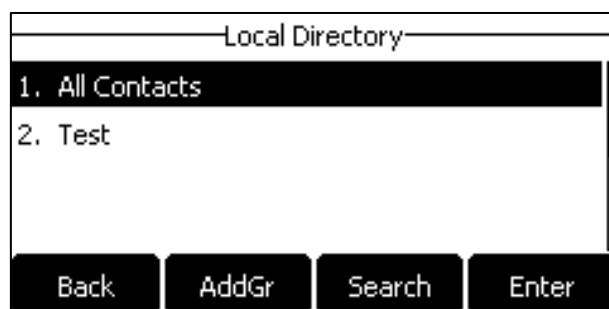 Local Directory
1. All Contacts
2. Test
Back AddGr Search Enter